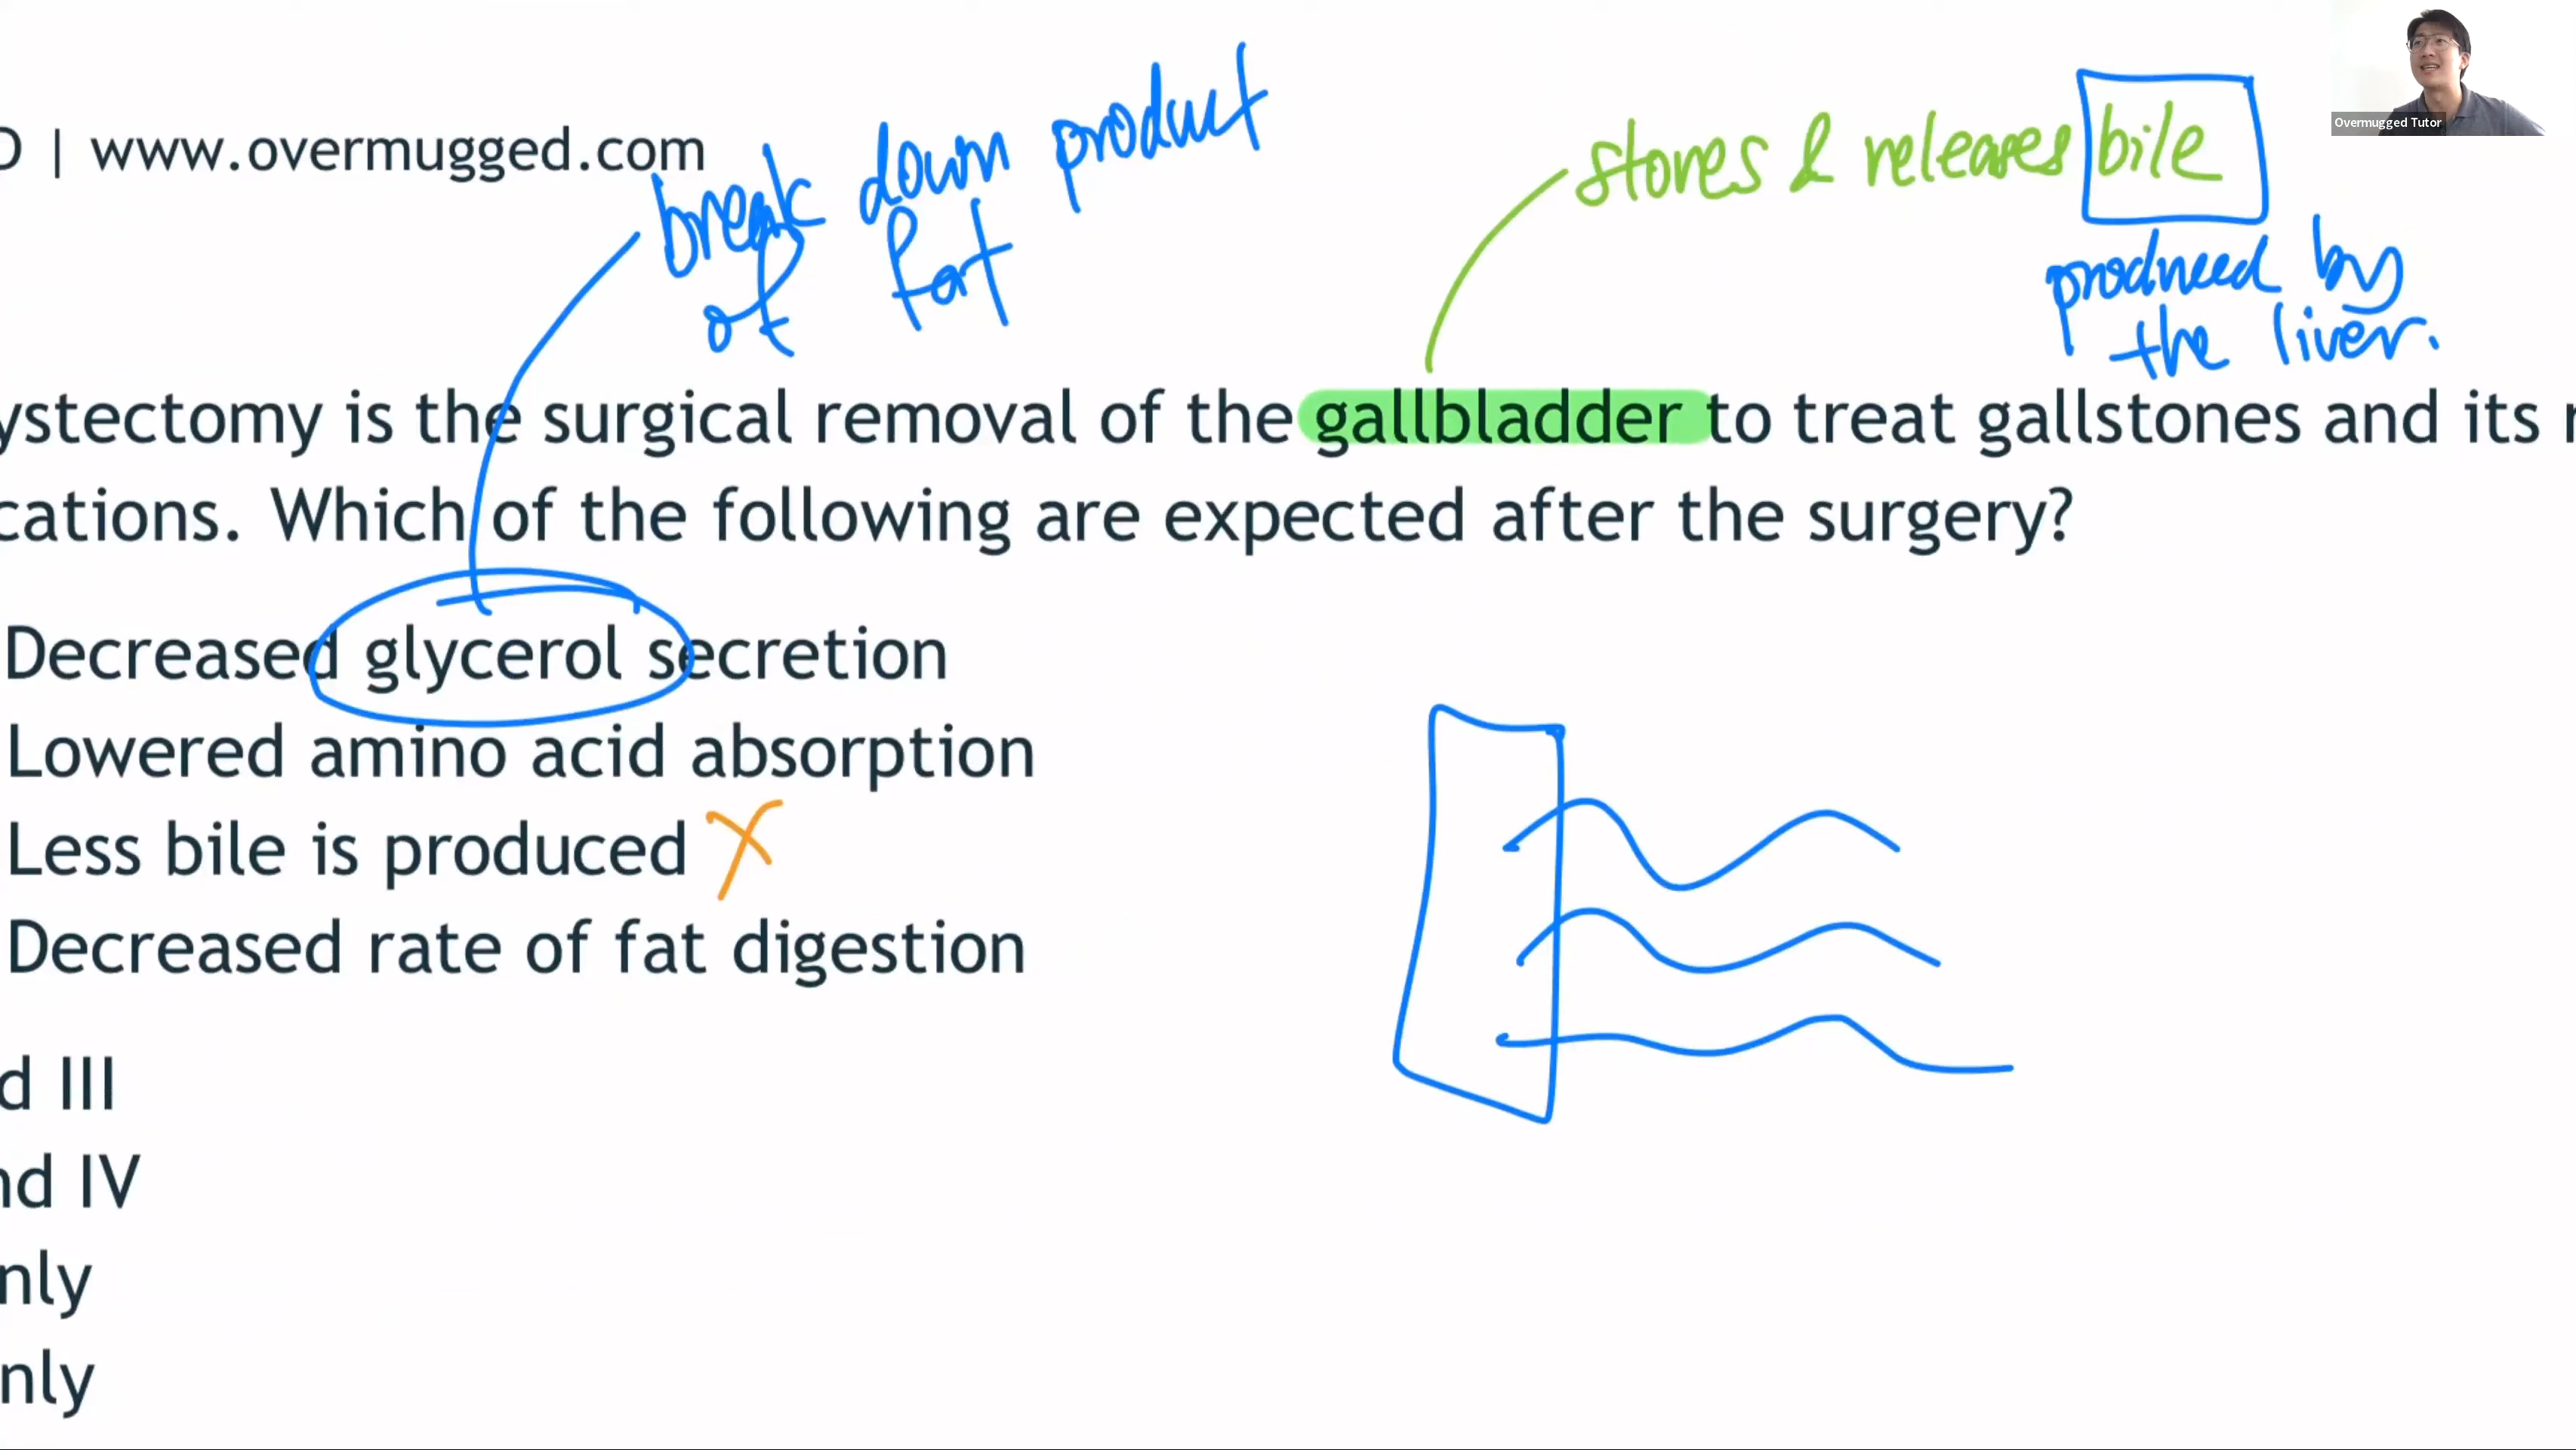 Overmugged Tutor
D | www.overmugged.com
break down product
of fat
stores & releases bile
produced by
the liver.
ystectomy is the surgical removal of the gallbladder to treat gallstones and its r
cations. Which of the following are expected after the surgery?
Decreased glycerol secretion
Lowered amino acid absorption
Less bile is produced X
Decreased rate of fat digestion
d III
nd IV
nly
nly